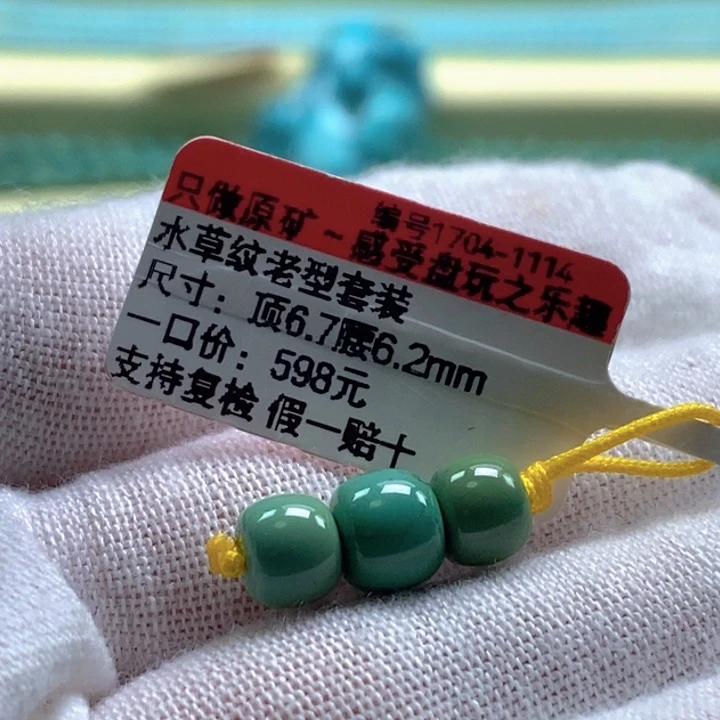 编号1704-1114
只做原矿~感受盘玩之乐趣
水草纹老型套装
尺寸：顶6.7腰6.2mm
一口价：598元
支持复检 假一赔十